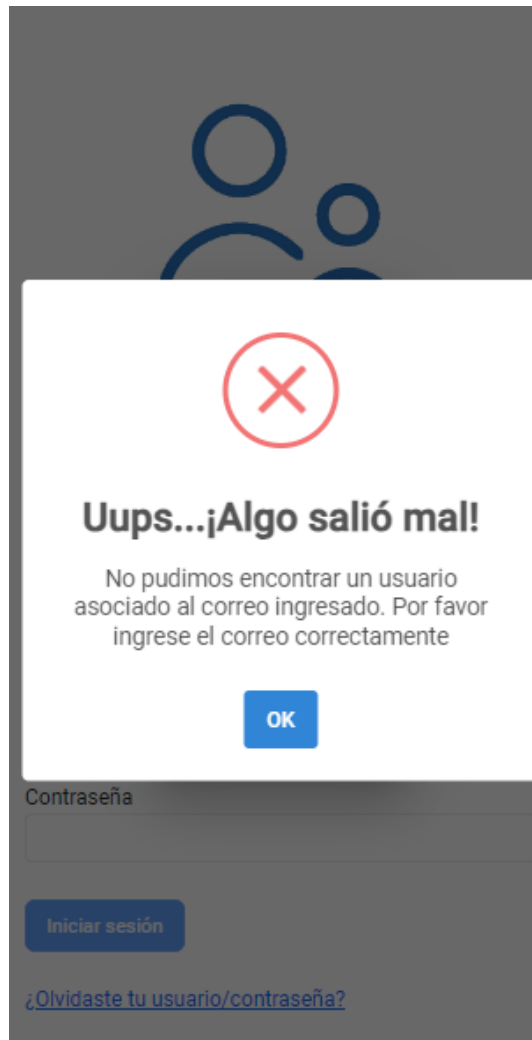 Uups...¡Algo salió mal!
No pudimos encontrar un usuario
asociado al correo ingresado. Por favor
ingrese el correo correctamente
OK
Contraseña
Iniciar sesión
¿Olvidaste tu usuario/contraseña?